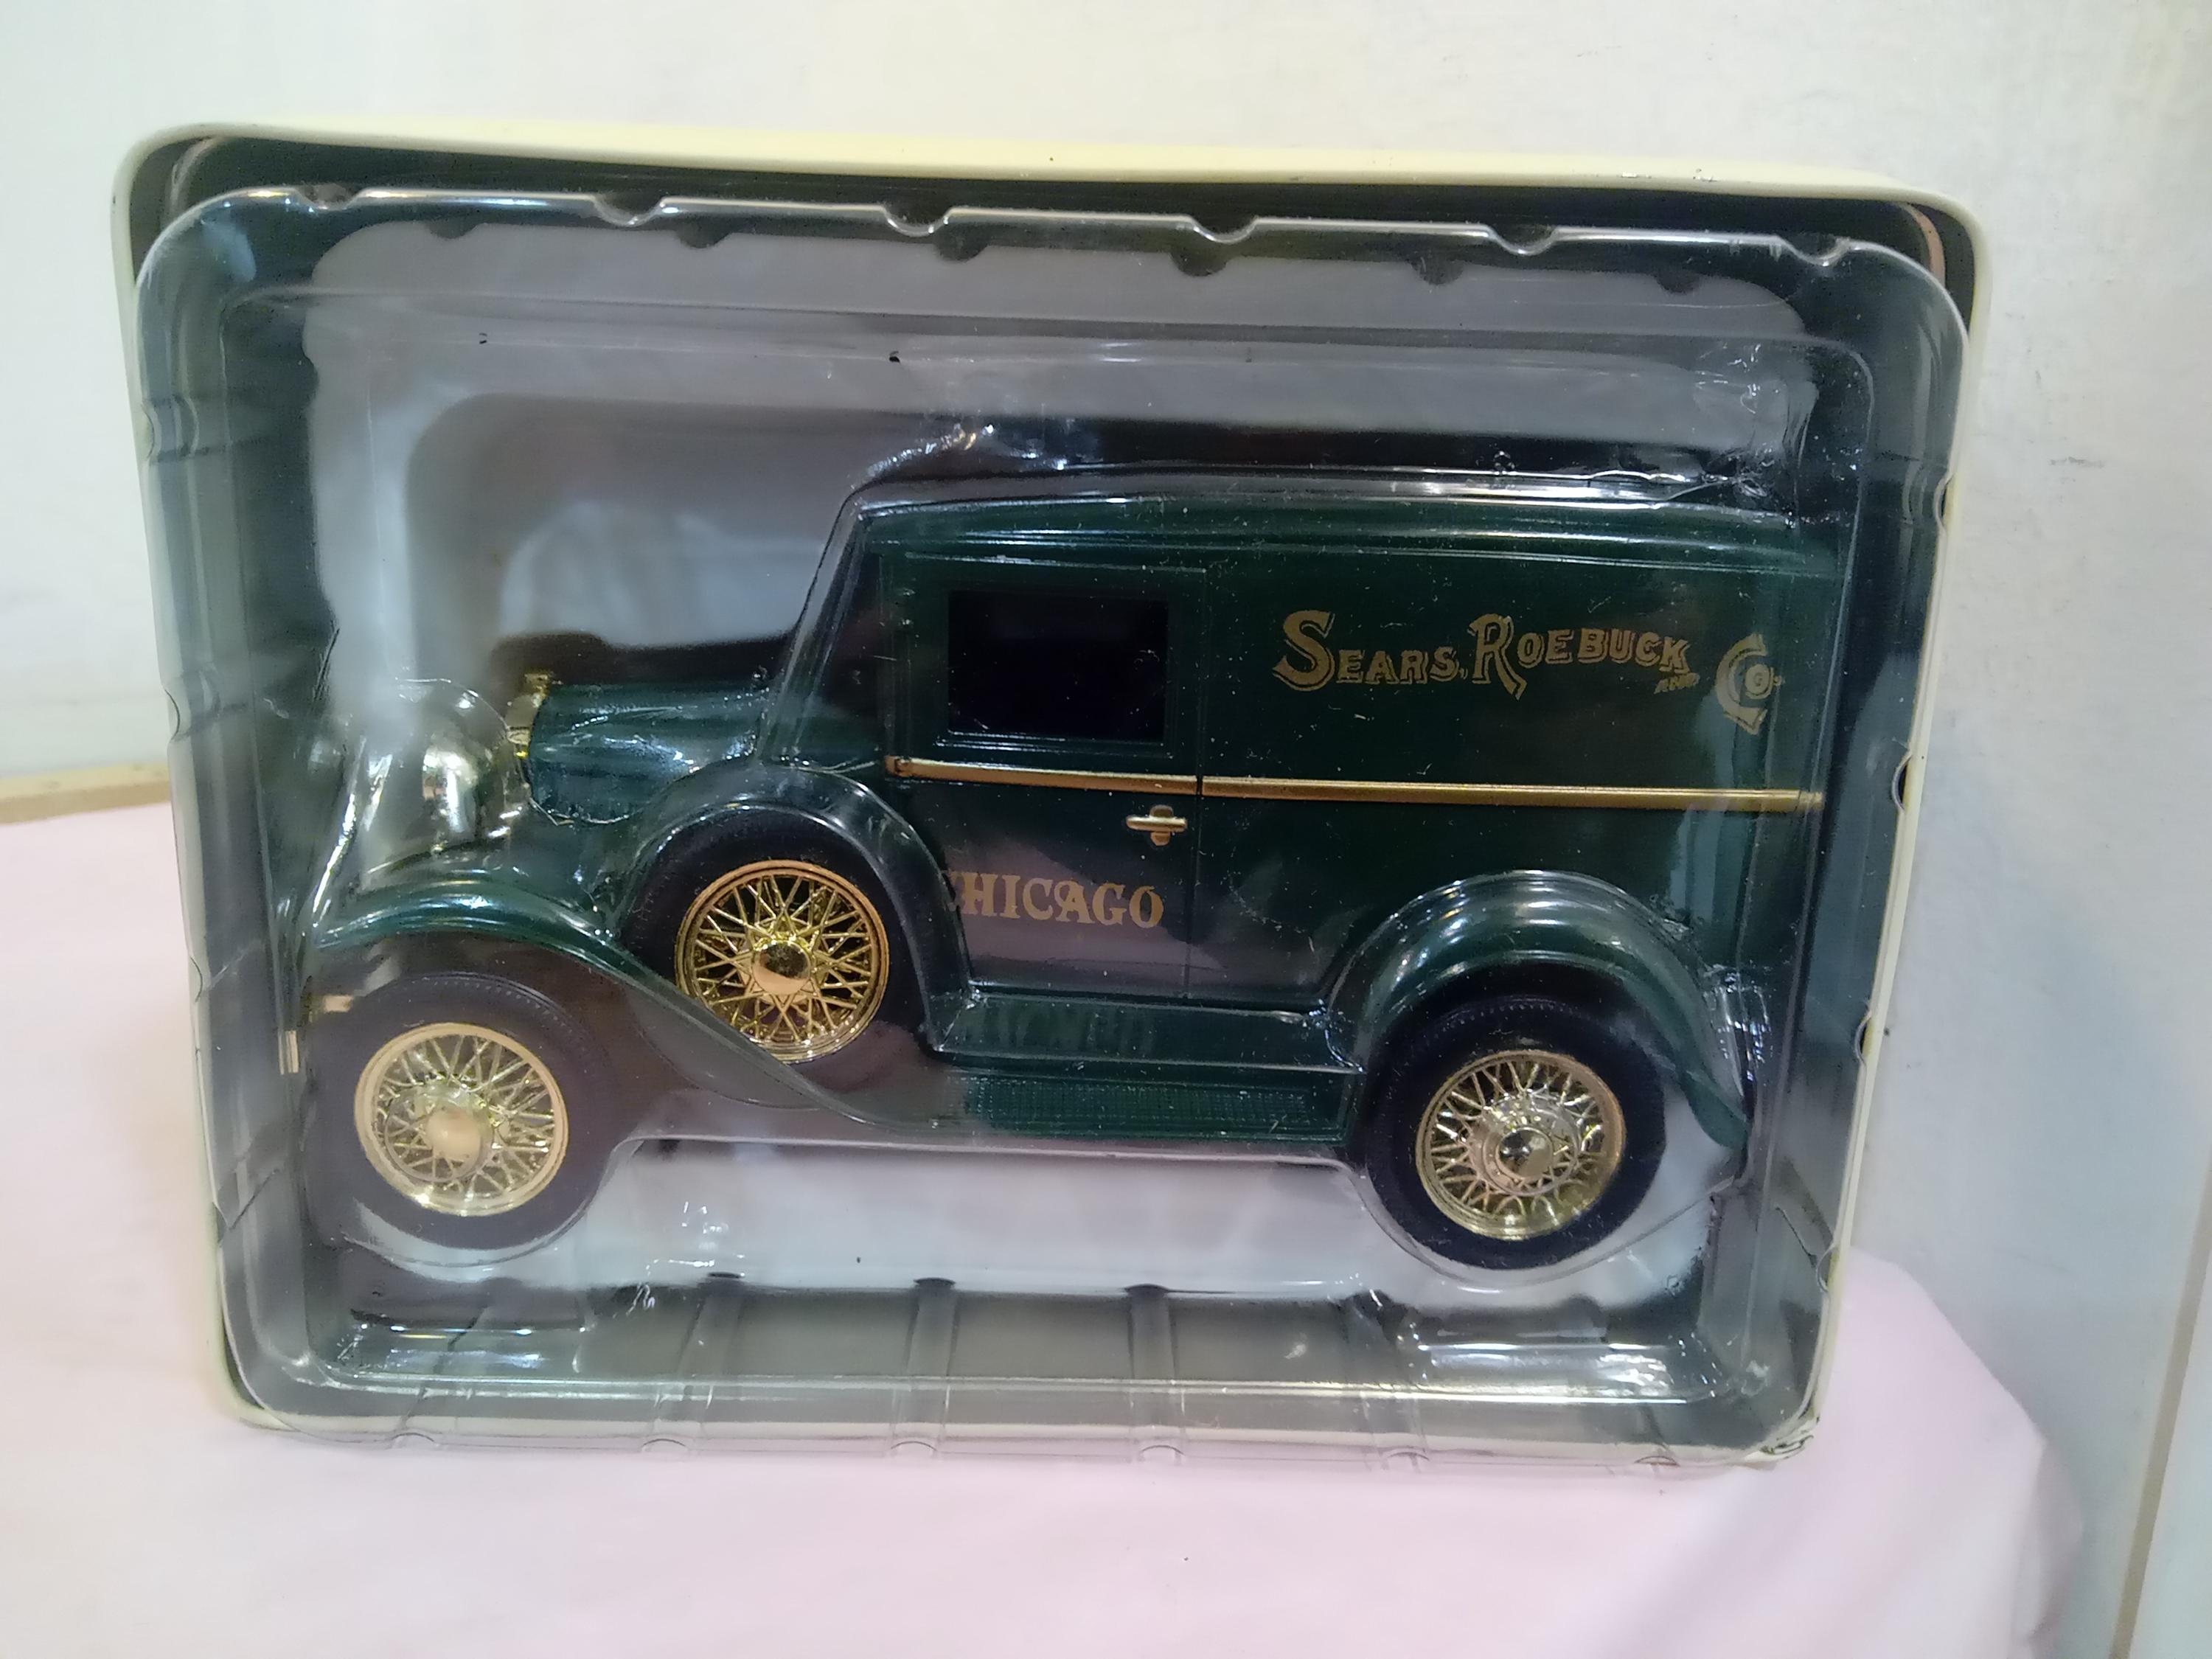 SEARS, ROEBUCK AND CO.
CHICAGO